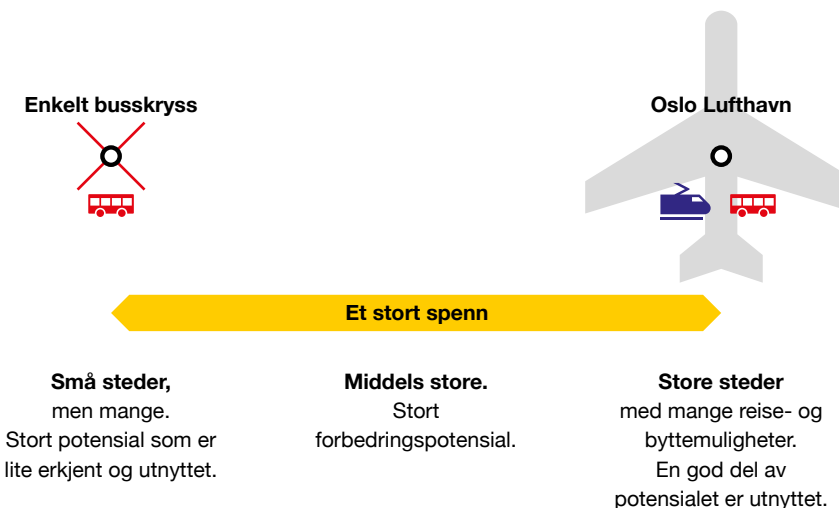 Enkelt busskryss
Oslo Lufthavn
Et stort spenn
Små steder,
men mange.
Stort potensial som er
lite erkjent og utnyttet.
Middels store.
Stort
forbedringspotensial.
Store steder
med mange reise- og
byttemuligheter.
En god del av
potensialet er utnyttet.